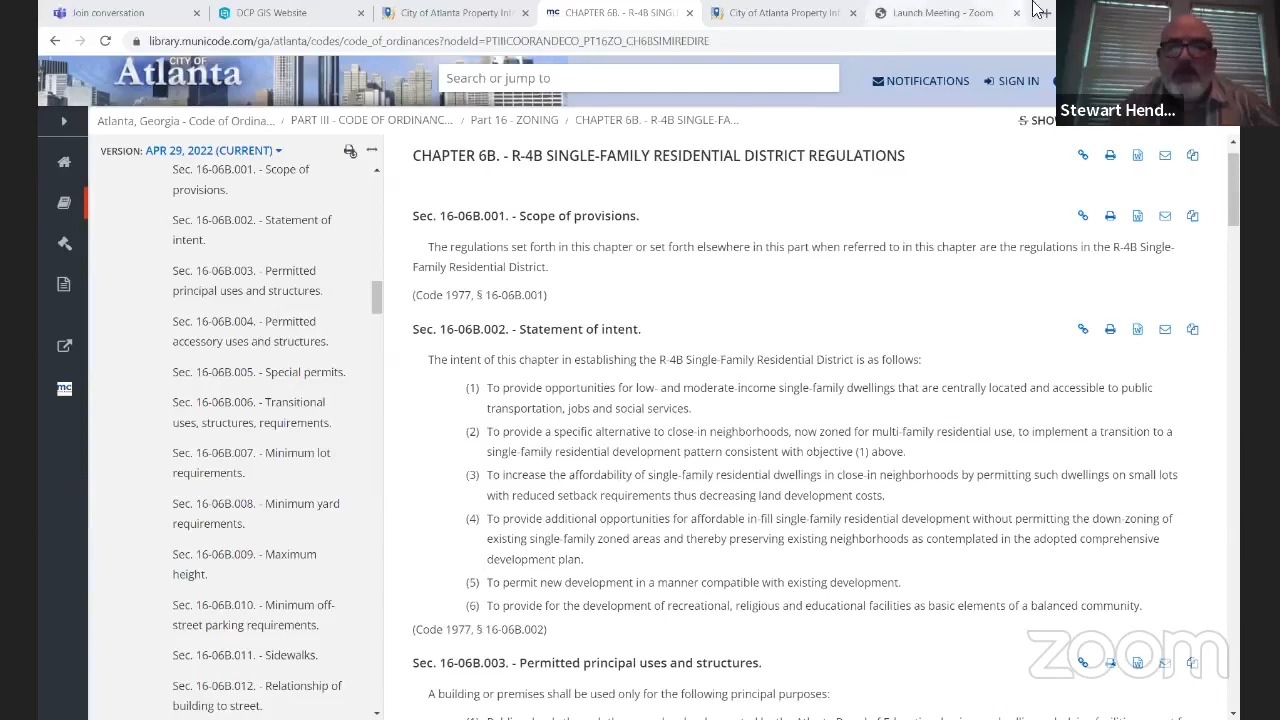 Join conversation
DCP GIS Website
City of Atlanta Property Info
CHAPTER 6B. - R-4B SINGLE-F
City of Atlanta Property Info
Launch Meeting - Zoom
library.municode.com/ga/atlanta/codes/code_of_ordinances?nodeId=PTIIICOORANDECO_PT16ZO_CH6BSIMIREDIRE
CITY OF
Atlanta
Search or jump to
NOTIFICATIONS
SIGN IN
Stewart Hend...
Atlanta, Georgia - Code of Ordina... / PART III - CODE OF ORDINANC... / Part 16 - ZONING / CHAPTER 6B. - R-4B SINGLE-FA...
SHOW
VERSION: APR 29, 2022 (CURRENT)
Sec. 16-06B.001. - Scope of
provisions.
Sec. 16-06B.002. - Statement of
intent.
Sec. 16-06B.003. - Permitted
principal uses and structures.
Sec. 16-06B.004. - Permitted
accessory uses and structures.
Sec. 16-06B.005. - Special permits.
Sec. 16-06B.006. - Transitional
uses, structures, requirements.
Sec. 16-06B.007. - Minimum lot
requirements.
Sec. 16-06B.008. - Minimum yard
requirements.
Sec. 16-06B.009. - Maximum
height.
Sec. 16-06B.010. - Minimum off-
street parking requirements.
Sec. 16-06B.011. - Sidewalks.
Sec. 16-06B.012. - Relationship of
building to street.
mc
CHAPTER 6B. - R-4B SINGLE-FAMILY RESIDENTIAL DISTRICT REGULATIONS
Sec. 16-06B.001. - Scope of provisions.
The regulations set forth in this chapter or set forth elsewhere in this part when referred to in this chapter are the regulations in the R-4B Single-
Family Residential District.
(Code 1977, § 16-06B.001)
Sec. 16-06B.002. - Statement of intent.
The intent of this chapter in establishing the R-4B Single-Family Residential District is as follows:
(1) To provide opportunities for low- and moderate-income single-family dwellings that are centrally located and accessible to public
transportation, jobs and social services.
(2) To provide a specific alternative to close-in neighborhoods, now zoned for multi-family residential use, to implement a transition to a
single-family residential development pattern consistent with objective (1) above.
(3) To increase the affordability of single-family residential dwellings in close-in neighborhoods by permitting such dwellings on small lots
with reduced setback requirements thus decreasing land development costs.
(4) To provide additional opportunities for affordable in-fill single-family residential development without permitting the down-zoning of
existing single-family zoned areas and thereby preserving existing neighborhoods as contemplated in the adopted comprehensive
development plan.
(5) To permit new development in a manner compatible with existing development.
(6) To provide for the development of recreational, religious and educational facilities as basic elements of a balanced community.
(Code 1977, § 16-06B.002)
Sec. 16-06B.003. - Permitted principal uses and structures.
A building or premises shall be used only for the following principal purposes:
zoom